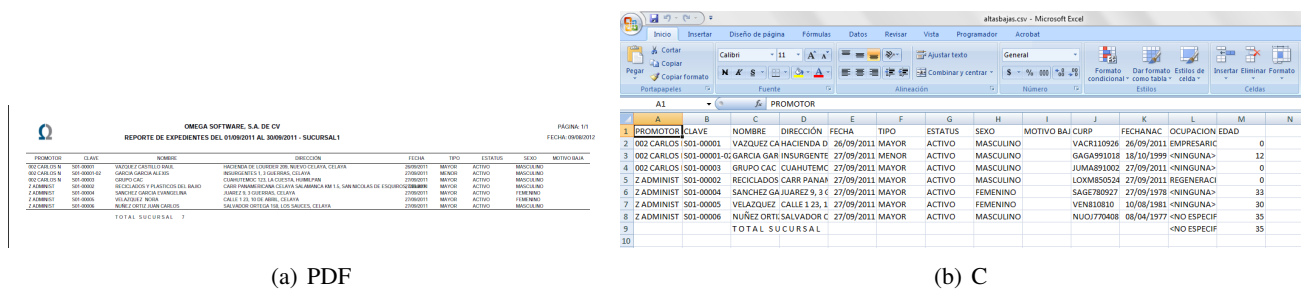 OMEGA SOFTWARE, S.A. DE CV
PÁGINA: 1/1
REPORTE DE EXPEDIENTES DEL 01/09/2011 AL 30/09/2011 - SUCURSAL1
FECHA: 09/08/2012
PROMOTOR CLAVE NOMBRE DIRECCIÓN FECHA TIPO ESTATUS SEXO MOTIVO BAJA
002 CARLOS N S01-00001 VAZQUEZ CASTILLO RAUL HACIENDA DE LOURDER 209, NUEVO CELAYA, CELAYA 26/09/2011 MAYOR ACTIVO MASCULINO
002 CARLOS N S01-00001-02 GARCIA GARCIA ALEXIS INSURGENTES 1, 3 GUERRAS, CELAYA 27/09/2011 MENOR ACTIVO MASCULINO
002 CARLOS N S01-00003 GRUPO CAC CUAHUTEMOC 123, LA CUESTA, HUIMILPAN 27/09/2011 MAYOR ACTIVO MASCULINO
Z ADMINIST S01-00002 RECICLADOS Y PLASTICOS DEL BAJIO CARR PANAMERICANA CELAYA SALAMANCA KM 1.5, SAN NICOLAS DE ESQUIROS MAYOR ACTIVO MASCULINO
Z ADMINIST S01-00004 SANCHEZ GARCIA EVANGELINA JUAREZ 9, 3 GUERRAS, CELAYA 27/09/2011 MAYOR ACTIVO FEMENINO
Z ADMINIST S01-00005 VELAZQUEZ NORA CALLE 1 23, 10 DE ABRIL, CELAYA 27/09/2011 MAYOR ACTIVO FEMENINO
Z ADMINIST S01-00006 NUÑEZ ORTIZ JUAN CARLOS SALVADOR ORTEGA 158, LOS SAUCES, CELAYA 27/09/2011 MAYOR ACTIVO MASCULINO
TOTAL SUCURSAL 7
(a) PDF
altasbajas.csv - Microsoft Excel
Inicio Insertar Diseño de página Fórmulas Datos Revisar Vista Programador Acrobat
Pegar Cortar Copiar Copiar formato
Calibri 11 A A
N K S A
Ajustar texto
Combinar y centrar
General
$ % 000
Formato condicional Dar formato como tabla Estilos de celda Insertar Eliminar Formato
Portapapeles Fuente Alineación Número Estilos Celdas
A1 fx PROMOTOR
A B C D E F G H I J K L M N
1 PROMOTOR CLAVE NOMBRE DIRECCIÓN FECHA TIPO ESTATUS SEXO MOTIVO BAJ CURP FECHANAC OCUPACION EDAD
2 002 CARLOS S01-00001 VAZQUEZ CA HACIENDA D 26/09/2011 MAYOR ACTIVO MASCULINO VACR110926 26/09/2011 EMPRESARIO 0
3 002 CARLOS S01-00001-02 GARCIA GAR INSURGENTE 27/09/2011 MENOR ACTIVO MASCULINO GAGA991018 18/10/1999 <NINGUNA> 12
4 002 CARLOS S01-00003 GRUPO CAC CUAHUTEMC 27/09/2011 MAYOR ACTIVO MASCULINO JUMA891002 27/09/2011 <NINGUNA> 0
5 Z ADMINIST S01-00002 RECICLADOS CARR PANAM 27/09/2011 MAYOR ACTIVO MASCULINO LOXM850524 27/09/2011 REGENERACI 0
6 Z ADMINIST S01-00004 SANCHEZ GA JUAREZ 9, 3 G 27/09/2011 MAYOR ACTIVO FEMENINO SAGE780927 27/09/1978 <NINGUNA> 33
7 Z ADMINIST S01-00005 VELAZQUEZ CALLE 1 23, 1 27/09/2011 MAYOR ACTIVO FEMENINO VEN810810 10/08/1981 <NINGUNA> 30
8 Z ADMINIST S01-00006 NUÑEZ ORTI SALVADOR O 27/09/2011 MAYOR ACTIVO MASCULINO NUOJ770408 08/04/1977 <NO ESPECIF 35
9 TOTAL SUCURSAL <NO ESPECIF 35
10
(b) C